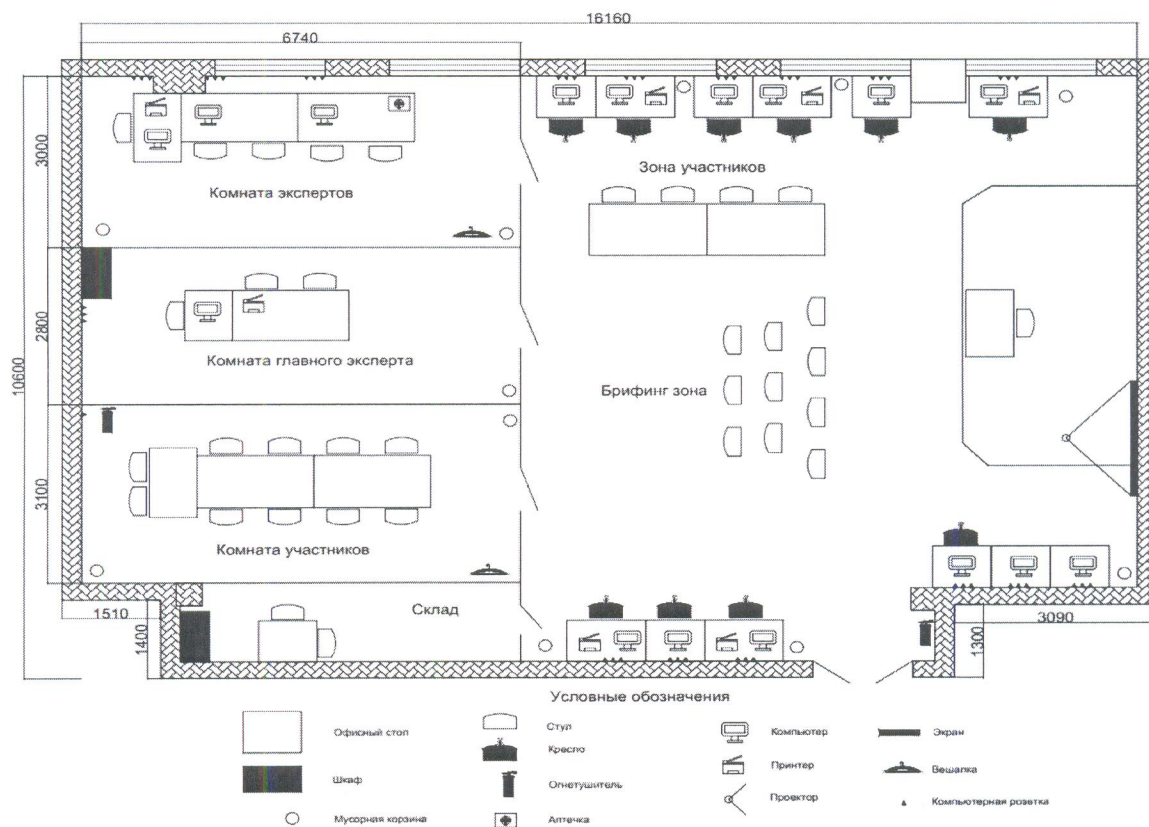 16160
6740
3000
Зона участников
Комната экспертов
2800
10600
Комната главного эксперта
Брифинг зона
3100
Комната участников
Склад
1510
1400
3090
1300
Условные обозначения
Офисный стол
Стул
Компьютер
Экран
Кресло
Шкаф
Огнетушитель
Принтер
Вешалка
Мусорная корзина
Аптечка
Проектор
Компьютерная розетка